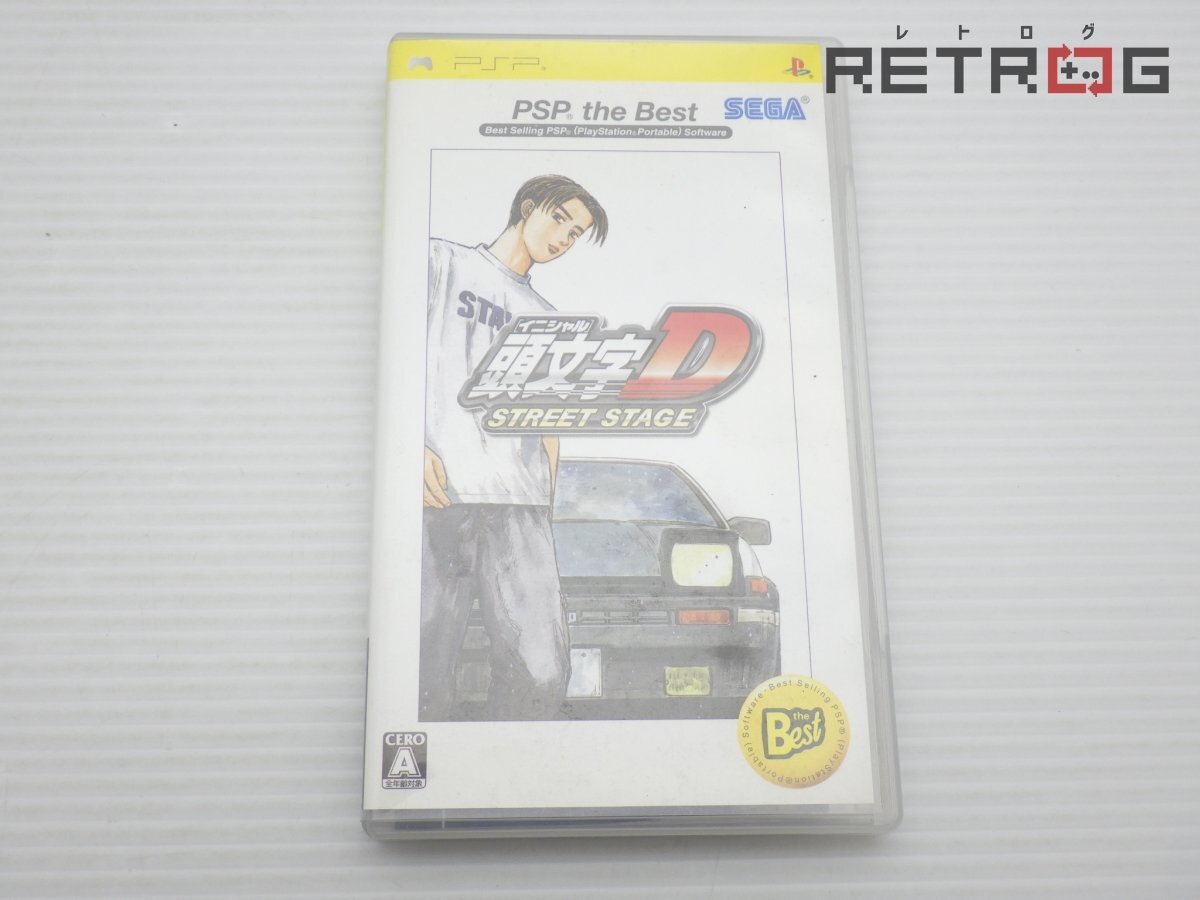 レトログ
RETROG
PSP®
PSP® the Best
SEGA®
Best Selling PSP® (PlayStation®Portable) Software
STR
[イニシャル]
頭文字D
STREET STAGE
Software・Best Selling PSP® (PlayStation®Portable)
the
Best
CERO
A
全年齢対象